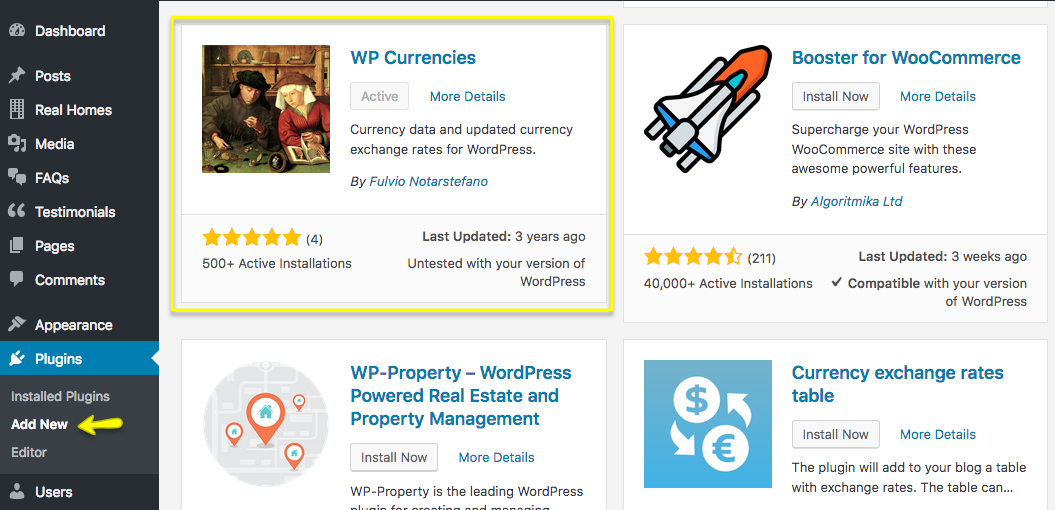 Dashboard
Posts
Real Homes
Media
FAQs
Testimonials
Pages
Comments
Appearance
Plugins
Installed Plugins
Add New
Editor
Users
WP Currencies
Active
More Details
Currency data and updated currency
exchange rates for WordPress.
By Fulvio Notarstefano
(4)
500+ Active Installations
Last Updated: 3 years ago
Untested with your version of
WordPress
Booster for WooCommerce
Install Now
More Details
Supercharge your WordPress
WooCommerce site with these
awesome powerful features.
By Algoritmika Ltd
(211)
40,000+ Active Installations
Last Updated: 3 weeks ago
Compatible with your version
of WordPress
WP-Property – WordPress
Powered Real Estate and
Property Management
Install Now
More Details
WP-Property is the leading WordPress
plugin for creating and managing
$
€
Currency exchange rates
table
Install Now
More Details
The plugin will add to your blog a table
with exchange rates. The table can…